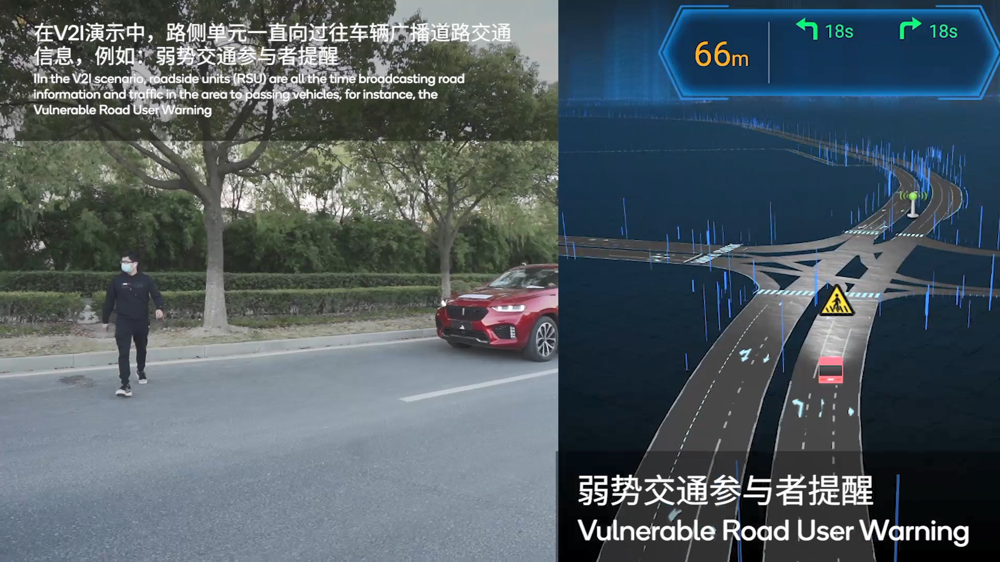 在V2I演示中，路侧单元一直向过往车辆广播道路交通
信息，例如：弱势交通参与者提醒
IIn the V2I scenario, roadside units (RSU) are all the time broadcasting road
information and traffic in the area to passing vehicles, for instance, the
Vulnerable Road User Warning
66m
18s
18s
弱势交通参与者提醒
Vulnerable Road User Warning